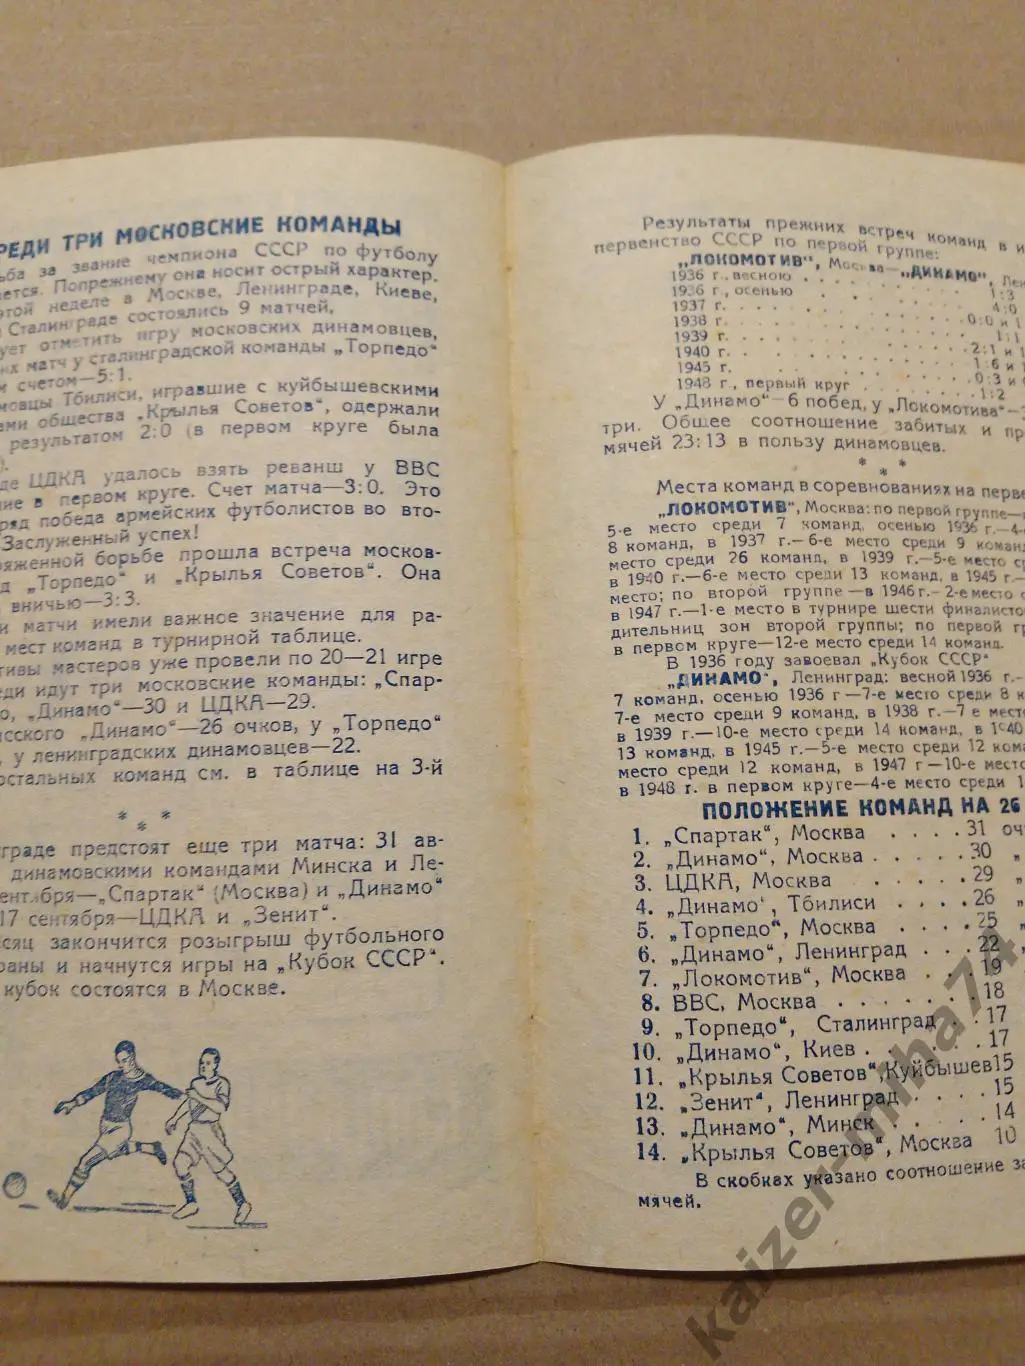 РЕДИ ТРИ МОСКОВСКИЕ КОМАНДЫ
ьба за звание чемпиона СССР по футболу
ется. Попрежнему она носит острый характер.
этой неделе в Москве, Ленинграде, Киеве,
и Сталинграде состоялись 9 матчей,
ует отметить игру московских динамовцев,
их матч у сталинградской команды „Торпедо“
м счетом—5:1.
мовцы Тбилиси, игравшие с куйбышевскими
ами общества „Крылья Советов“, одержали
результатом 2:0 (в первом круге была
).
де ЦДКА удалось взять реванш у ВВС
ние в первом круге. Счет матча—3:0. Это
ряд победа армейских футболистов во вто-
Заслуженный успех!
ряженной борьбе прошла встреча москов-
д „Торпедо“ и „Крылья Советов“. Она
вничью—3:3.
и матчи имели важное значение для ра-
мест команд в турнирной таблице.
тивы мастеров уже провели по 20—21 игре
еди идут три московские команды: „Спар-
о, „Динамо“—30 и ЦДКА—29.
сского „Динамо“—26 очков, у „Торпедо“
, у ленинградских динамовцев—22.
остальных команд см. в таблице на 3-й
* * *
граде предстоят еще три матча: 31 ав-
динамовскими командами Минска и Ле-
ентября—„Спартак“ (Москва) и „Динамо“
17 сентября—ЦДКА и „Зенит“.
сяц закончится розыгрыш футбольного
раны и начнутся игры на „Кубок СССР“.
кубок состоятся в Москве.
Результаты прежних встреч команд в и
первенство СССР по первой группе:
„ЛОКОМОТИВ“, Москва—„ДИНАМО“, Лен
1936 г., весною . . . . . 1:3
1936 г., осенью . . . . . 4:0
1937 г. . . . . . 0:0 и 1
1938 г. . . . . . 1:1
1939 г. . . . . . 2:1 и 1
1940 г. . . . . . 1:6 и 1
1945 г. . . . . . 0:3 и
1948 г., первый круг . . . . . 1:2
У „Динамо“—6 побед, у „Локомотива“—
три. Общее соотношение забитых и пр
мячей 23:13 в пользу динамовцев.
* * *
Места команд в соревнованиях на перве
„ЛОКОМОТИВ“, Москва: по первой группе—
5-е место среди 7 команд, осенью 1936 г.—4-
8 команд, в 1937 г.—6-е место среди 9 команд
место среди 26 команд, в 1939 г.—5-е место с
в 1940 г.—6-е место среди 13 команд, в 1945 г.—
место; по второй группе—в 1946 г.—2-е место с
в 1947 г.—1-е место в турнире шести финалисто
дительниц зон второй группы; по первой гр
в первом круге—12-е место среди 14 команд.
В 1936 году завоевал „Кубок СССР“
„ДИНАМО“, Ленинград: весной 1936 г.—
7 команд, осенью 1936 г—7-е место среди 8 к
7-е место среди 9 команд, в 1938 г.—7 е мест
в 1939 г.—10-е место среди 14 команд, в 1940
13 команд, в 1945 г.—5-е место среди 12 кома
место среди 12 команд, в 1947 г—10-е место
в 1948 г. в первом круге—4-е место среди 1
ПОЛОЖЕНИЕ КОМАНД НА 26
1. „Спартак“, Москва . . . . 31 оч
2. „Динамо“, Москва . . . . . 30 „
3. ЦДКА, Москва . . . . . 29 „
4. „Динамо“, Тбилиси . . . . 26 „
5. „Торпедо“, Москва . . . . 25 „
6. „Динамо“, Ленинград . . . 22 „
7. „Локомотив“, Москва . . . 19
8. ВВС, Москва . . . . . . . 18
9. „Торпедо“, Сталинград . . 17
10. „Динамо“, Киев . . . . . . 17
11. „Крылья Советов“, Куйбышев 15
12. „Зенит“, Ленинград . . . . 15
13. „Динамо“, Минск . . . . . 14
14. „Крылья Советов“, Москва 10
В скобках указано соотношение за
мячей.
kaizer-miha74